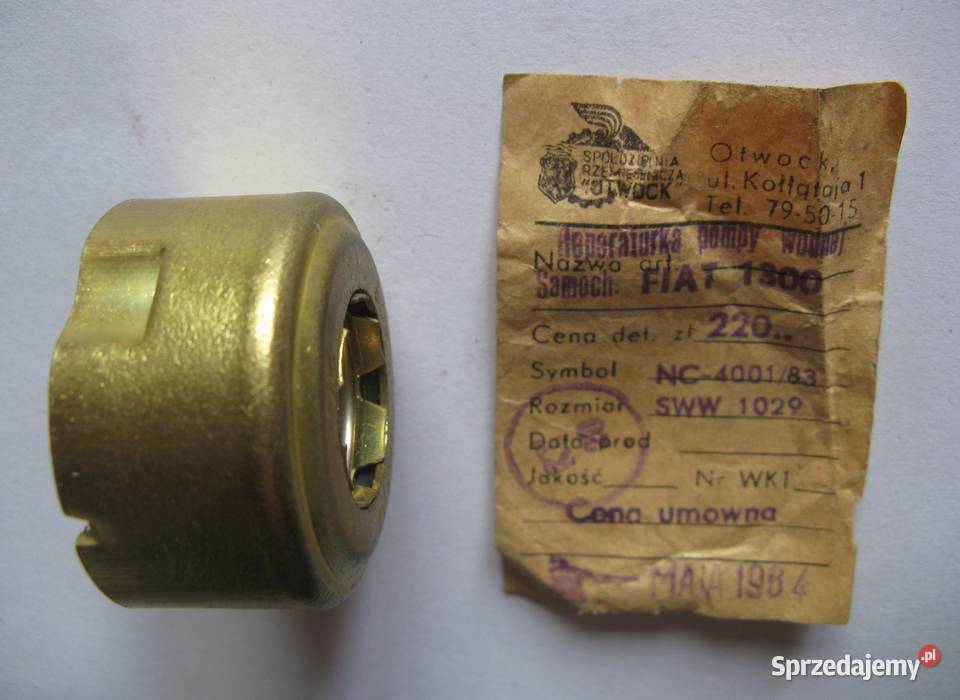 SPÓŁDZIELNIA
RZEMIEŚLNICZA
"OTWOCK"
Otwock,
ul. Kołłątaja 1
Tel. 79-50-15
Reperaturka pompy wodnej
Nazwa art.
Samoch. FIAT 1300
Cena det. zł 220..
Symbol NC-4001/83
Rozmiar SWW 1029
Data prod
Jakość Nr WKT
Cena umowna
MAJA 1984
Sprzedajemy.pl